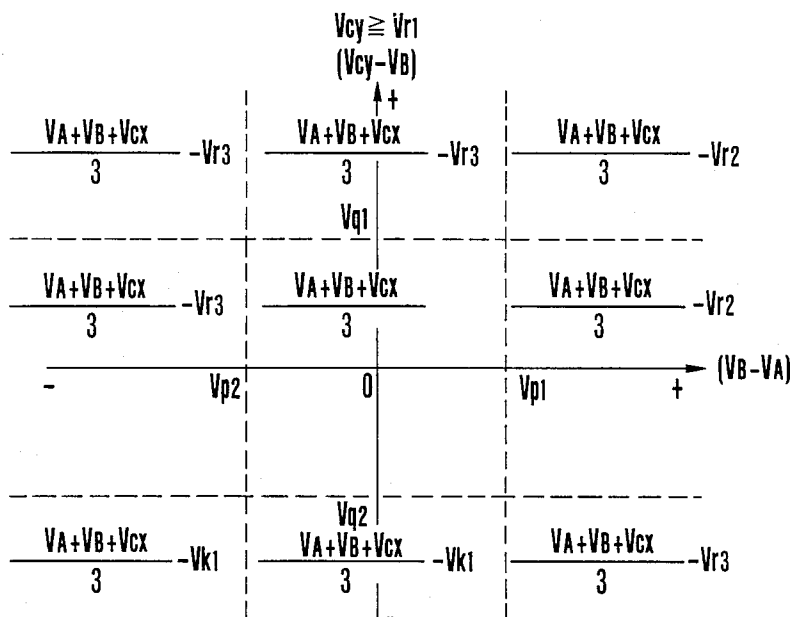 Vcy ≧ Vr1
(Vcy−VB)
+
VA+VB+Vcx / 3 −Vr3
VA+VB+Vcx / 3 −Vr3
VA+VB+Vcx / 3 −Vr2
Vq1
VA+VB+Vcx / 3 −Vr3
VA+VB+Vcx / 3
VA+VB+Vcx / 3 −Vr2
− Vp2 0 Vp1 + (VB−VA)
Vq2
VA+VB+Vcx / 3 −Vk1
VA+VB+Vcx / 3 −Vk1
VA+VB+Vcx / 3 −Vr3